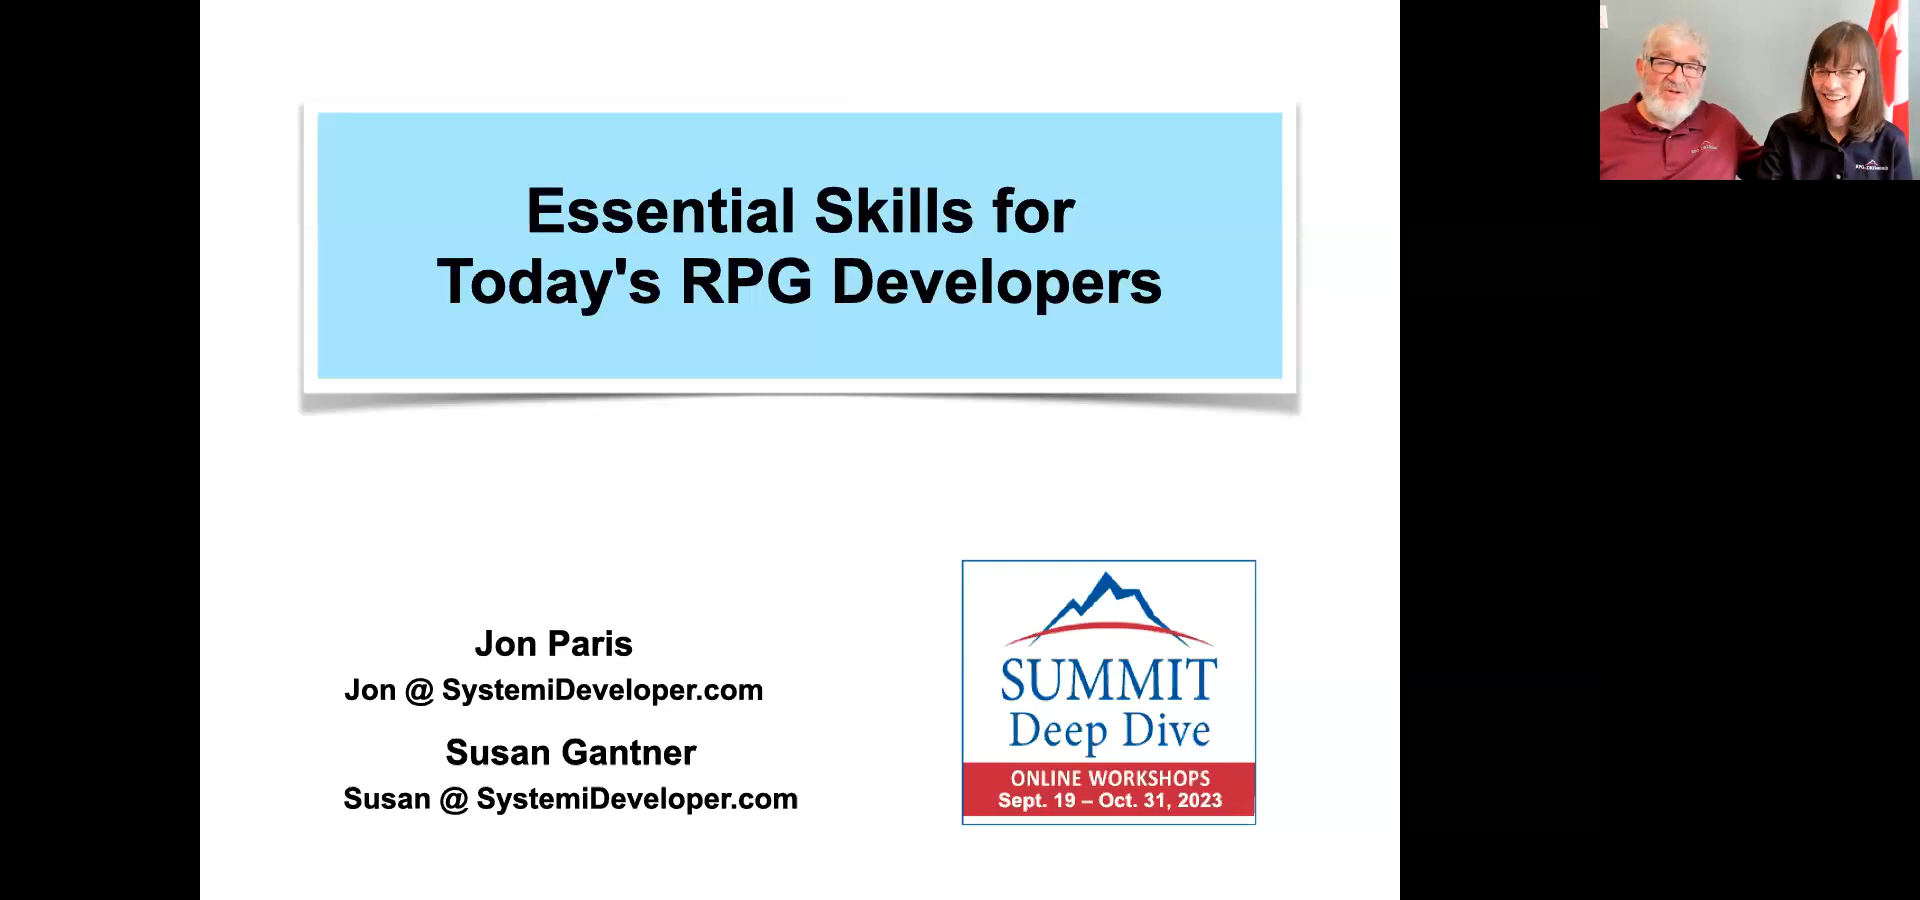 Essential Skills for
Today's RPG Developers
Jon Paris
Jon @ SystemiDeveloper.com
Susan Gantner
Susan @ SystemiDeveloper.com
SUMMIT
Deep Dive
ONLINE WORKSHOPS
Sept. 19 – Oct. 31, 2023